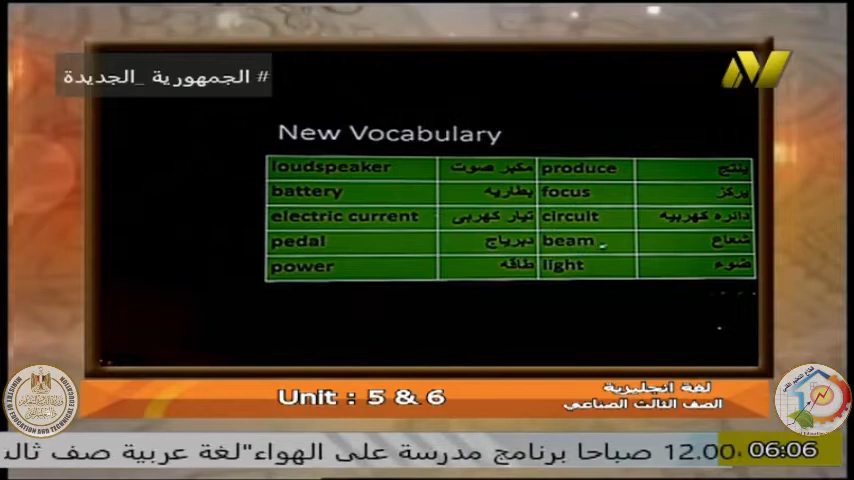 # الجمهورية _الجديدة
New Vocabulary
loudspeaker مكبر صوت produce ينتج
battery بطاريه focus يركز
electric current تيار كهربى circuit دائره كهربيه
pedal دبرياج beam شعاع
power طاقه light ضوء
Unit : 5 & 6
لغة انجليزية
الصف الثالث الصناعي
12.00 صباحا برنامج مدرسة على الهواء"لغة عربية صف ثالث
06:06